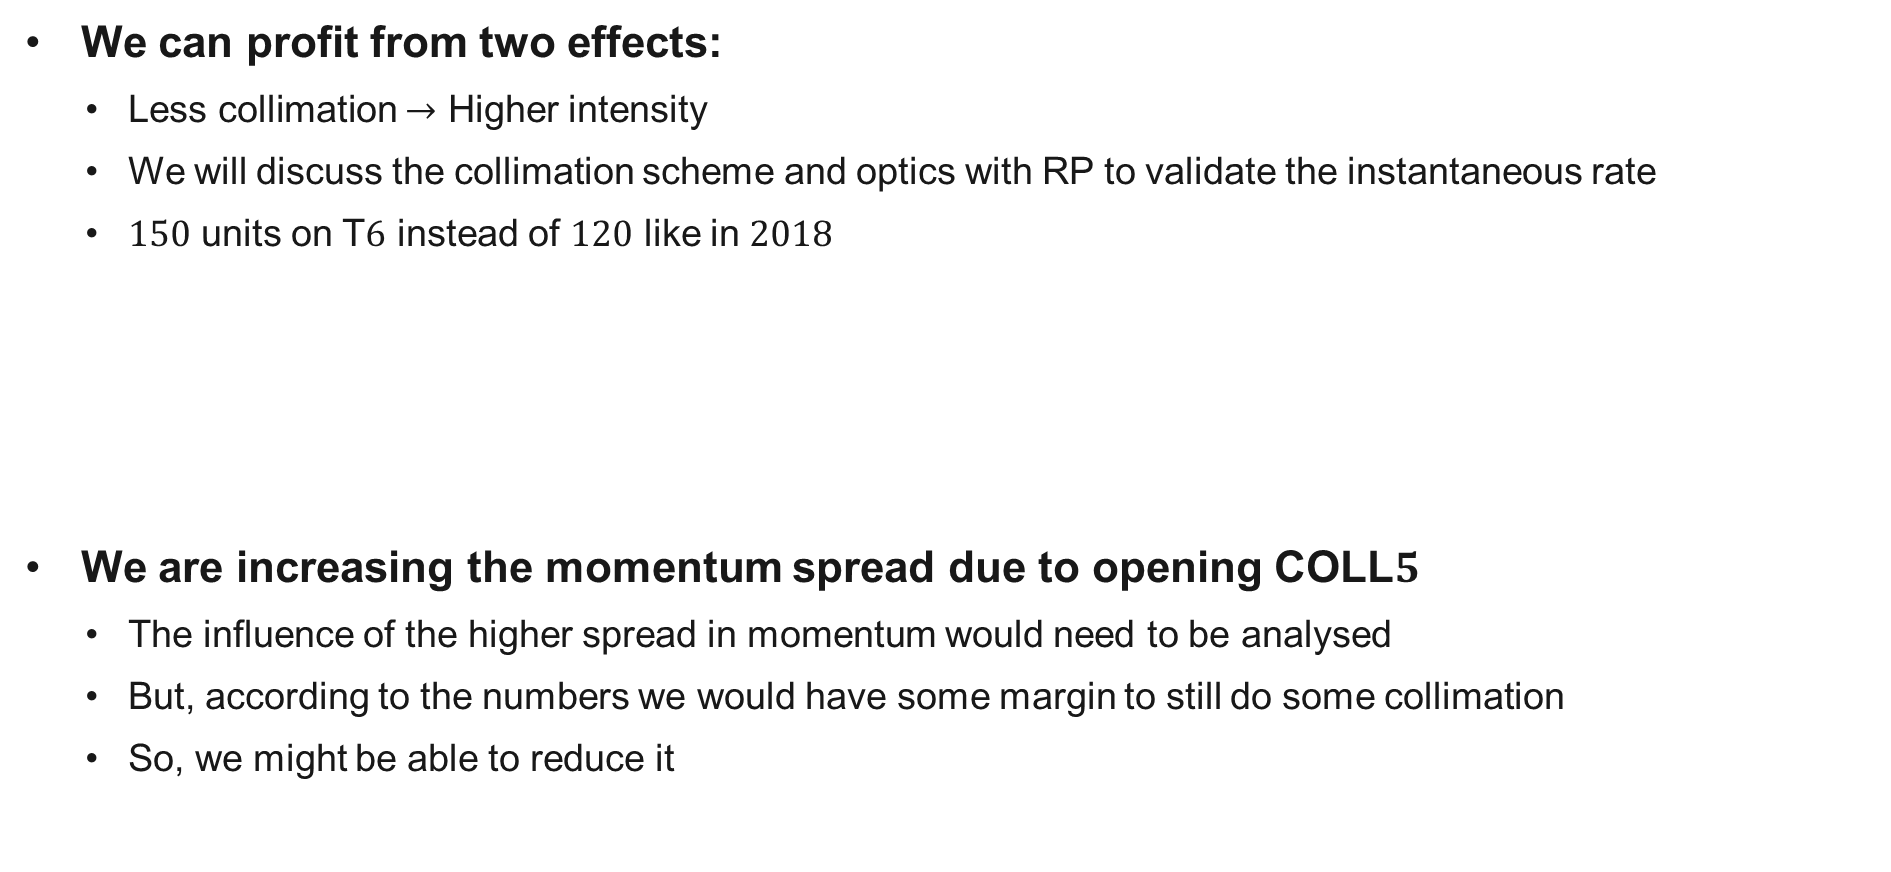 • We can profit from two effects:
• Less collimation → Higher intensity
• We will discuss the collimation scheme and optics with RP to validate the instantaneous rate
• 150 units on T6 instead of 120 like in 2018
• We are increasing the momentum spread due to opening COLL5
• The influence of the higher spread in momentum would need to be analysed
• But, according to the numbers we would have some margin to still do some collimation
• So, we might be able to reduce it